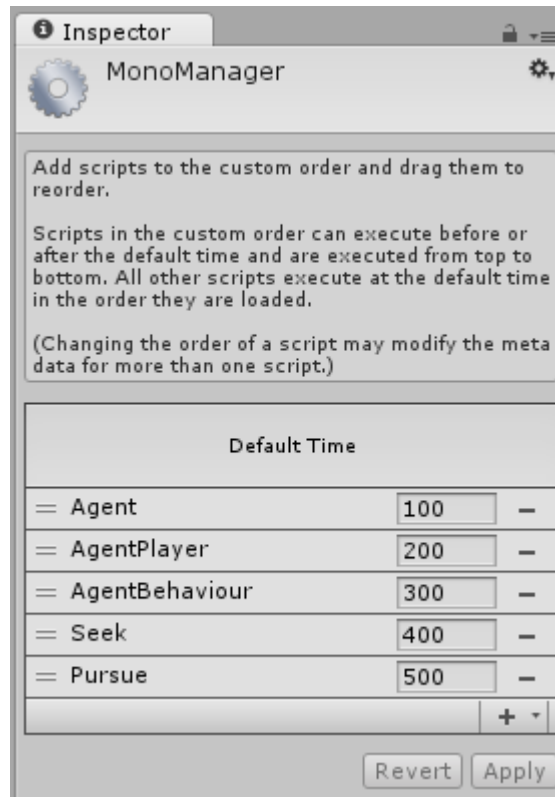 Inspector
MonoManager
Add scripts to the custom order and drag them to
reorder.
Scripts in the custom order can execute before or
after the default time and are executed from top to
bottom. All other scripts execute at the default time
in the order they are loaded.
(Changing the order of a script may modify the meta
data for more than one script.)
Default Time
Agent 100
AgentPlayer 200
AgentBehaviour 300
Seek 400
Pursue 500
Revert Apply